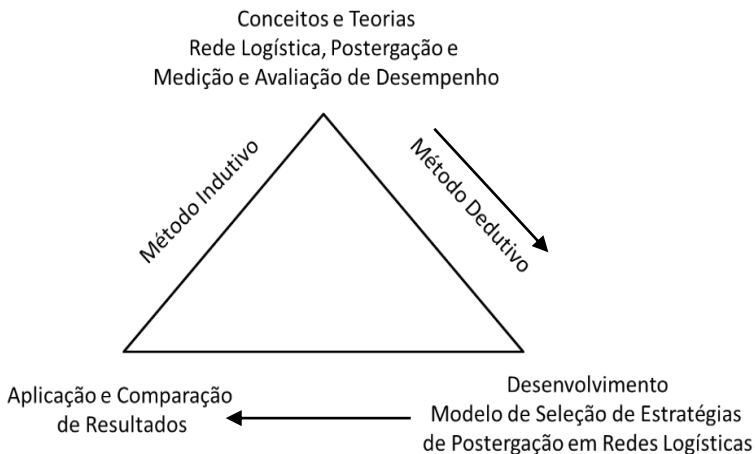 Conceitos e Teorias
Rede Logística, Postergação e
Medição e Avaliação de Desempenho
Método Indutivo
Método Dedutivo
Aplicação e Comparação
de Resultados
Desenvolvimento
Modelo de Seleção de Estratégias
de Postergação em Redes Logísticas